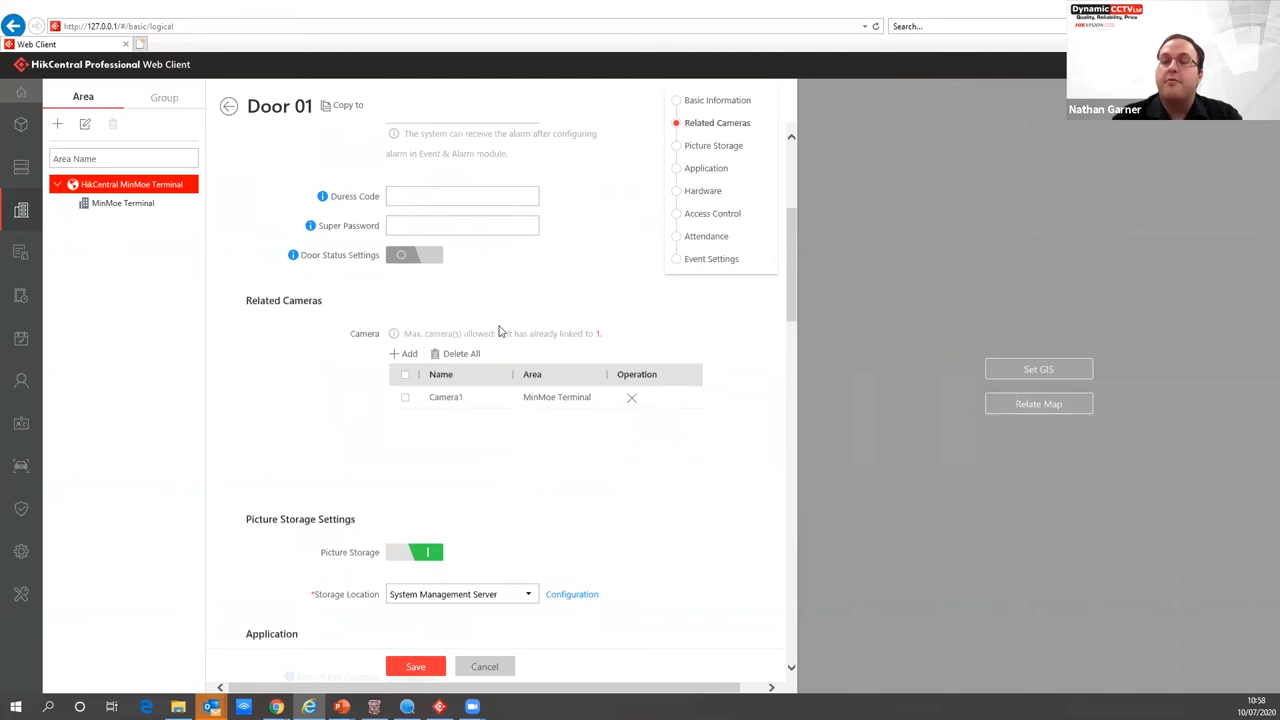 http://127.0.0.1/#/basic/logical
Search...
Web Client
HikCentral Professional Web Client
Dynamic CCTV Ltd
Quality, Reliability, Price
HIKVISION
Nathan Garner
Area
Group
Area Name
HikCentral MinMoe Terminal
MinMoe Terminal
Door 01
Copy to
The system can receive the alarm after configuring
alarm in Event & Alarm module.
Duress Code
Super Password
Door Status Settings
Related Cameras
Camera
Max. camera(s) allowed: It has already linked to 1.
Add
Delete All
Name
Area
Operation
Camera1
MinMoe Terminal
Picture Storage Settings
Picture Storage
*Storage Location
System Management Server
Configuration
Application
Entry & Exit Counting
Save
Cancel
Basic Information
Related Cameras
Picture Storage
Application
Hardware
Access Control
Attendance
Event Settings
Set GIS
Relate Map
10:58
10/07/2020